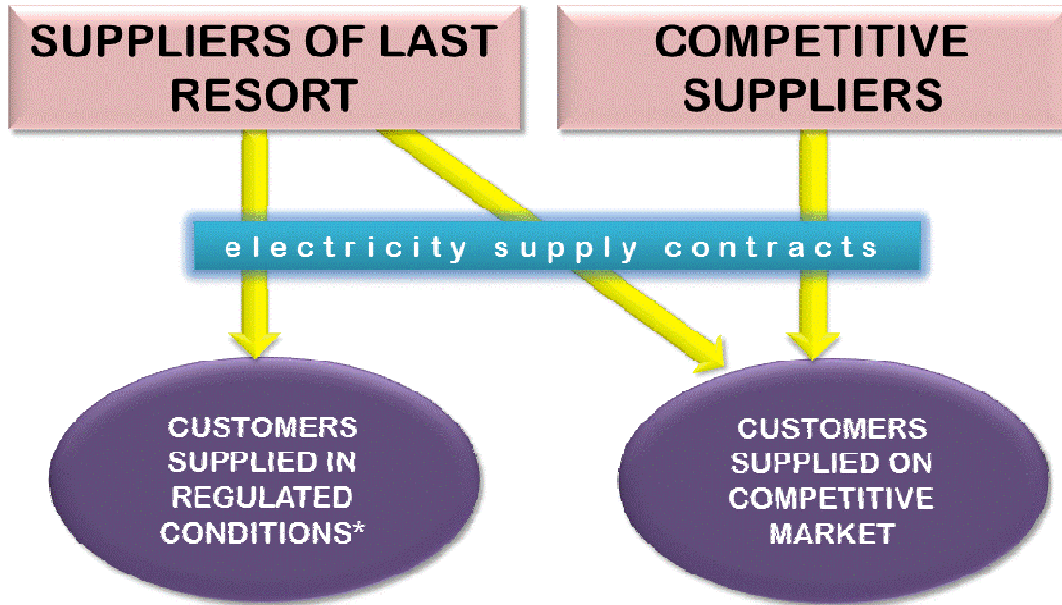 SUPPLIERS OF LAST
RESORT
COMPETITIVE
SUPPLIERS
electricity supply contracts
CUSTOMERS
SUPPLIED IN
REGULATED
CONDITIONS*
CUSTOMERS
SUPPLIED ON
COMPETITIVE
MARKET